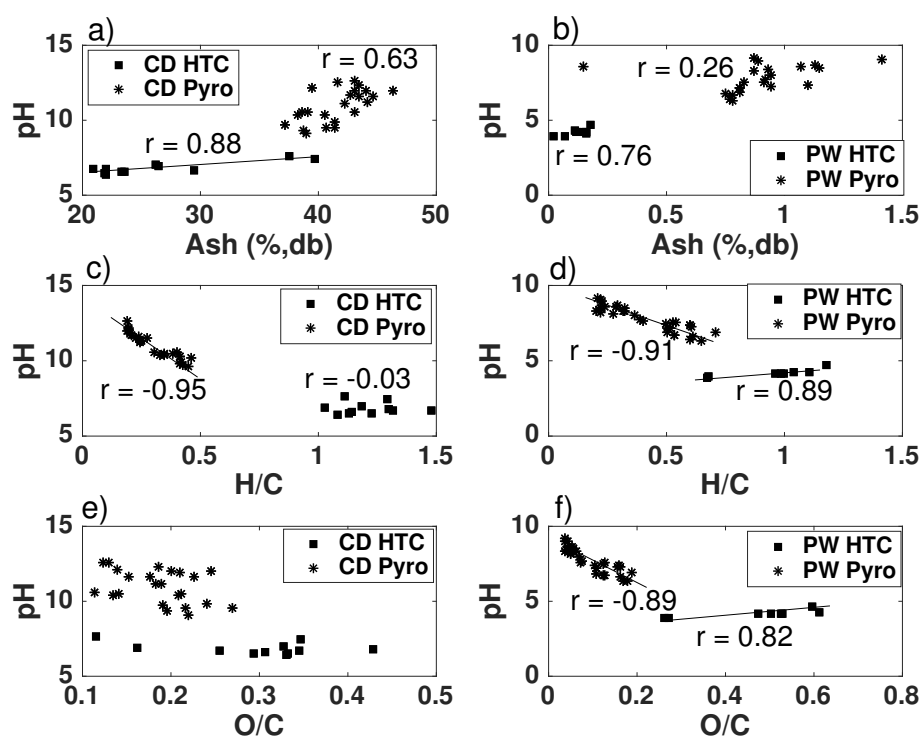 a)
15
10
5
pH
CD HTC
CD Pyro
r = 0.63
r = 0.88
20 30 40 50
Ash (%,db)
b)
10
5
0
pH
r = 0.26
r = 0.76
PW HTC
PW Pyro
0 0.5 1 1.5
Ash (%,db)
c)
15
10
5
pH
CD HTC
CD Pyro
r = -0.95
r = -0.03
0 0.5 1 1.5
H/C
d)
10
5
0
pH
PW HTC
PW Pyro
r = -0.91
r = 0.89
0 0.5 1 1.5
H/C
e)
15
10
5
pH
CD HTC
CD Pyro
0.1 0.2 0.3 0.4 0.5
O/C
f)
10
5
0
pH
PW HTC
PW Pyro
r = -0.89
r = 0.82
0 0.2 0.4 0.6 0.8
O/C